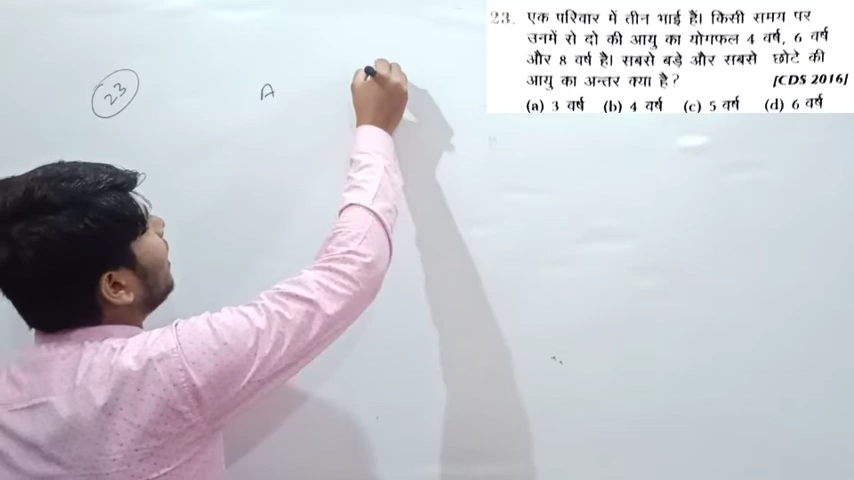 23. एक परिवार में तीन भाई हैं। किसी समय पर
उनमें से दो की आयु का योगफल 4 वर्ष, 6 वर्ष
और 8 वर्ष है। सबसे बड़े और सबसे छोटे की
आयु का अन्तर क्या है?
[CDS 2016]
(a) 3 वर्ष (b) 4 वर्ष (c) 5 वर्ष (d) 6 वर्ष
23 A